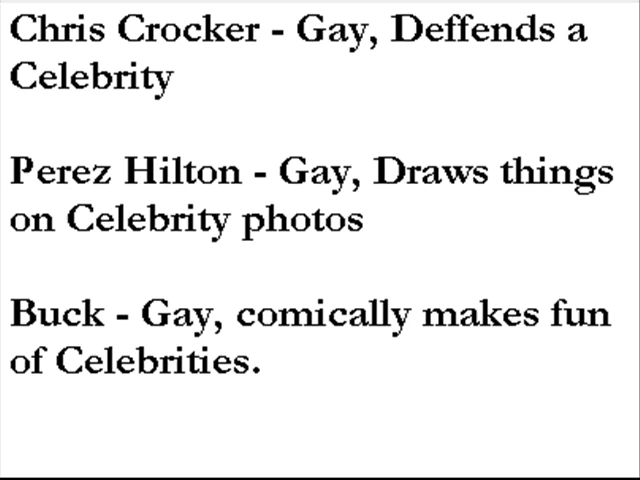 Chris Crocker - Gay, Deffends a
Celebrity
Perez Hilton - Gay, Draws things
on Celebrity photos
Buck - Gay, comically makes fun
of Celebrities.